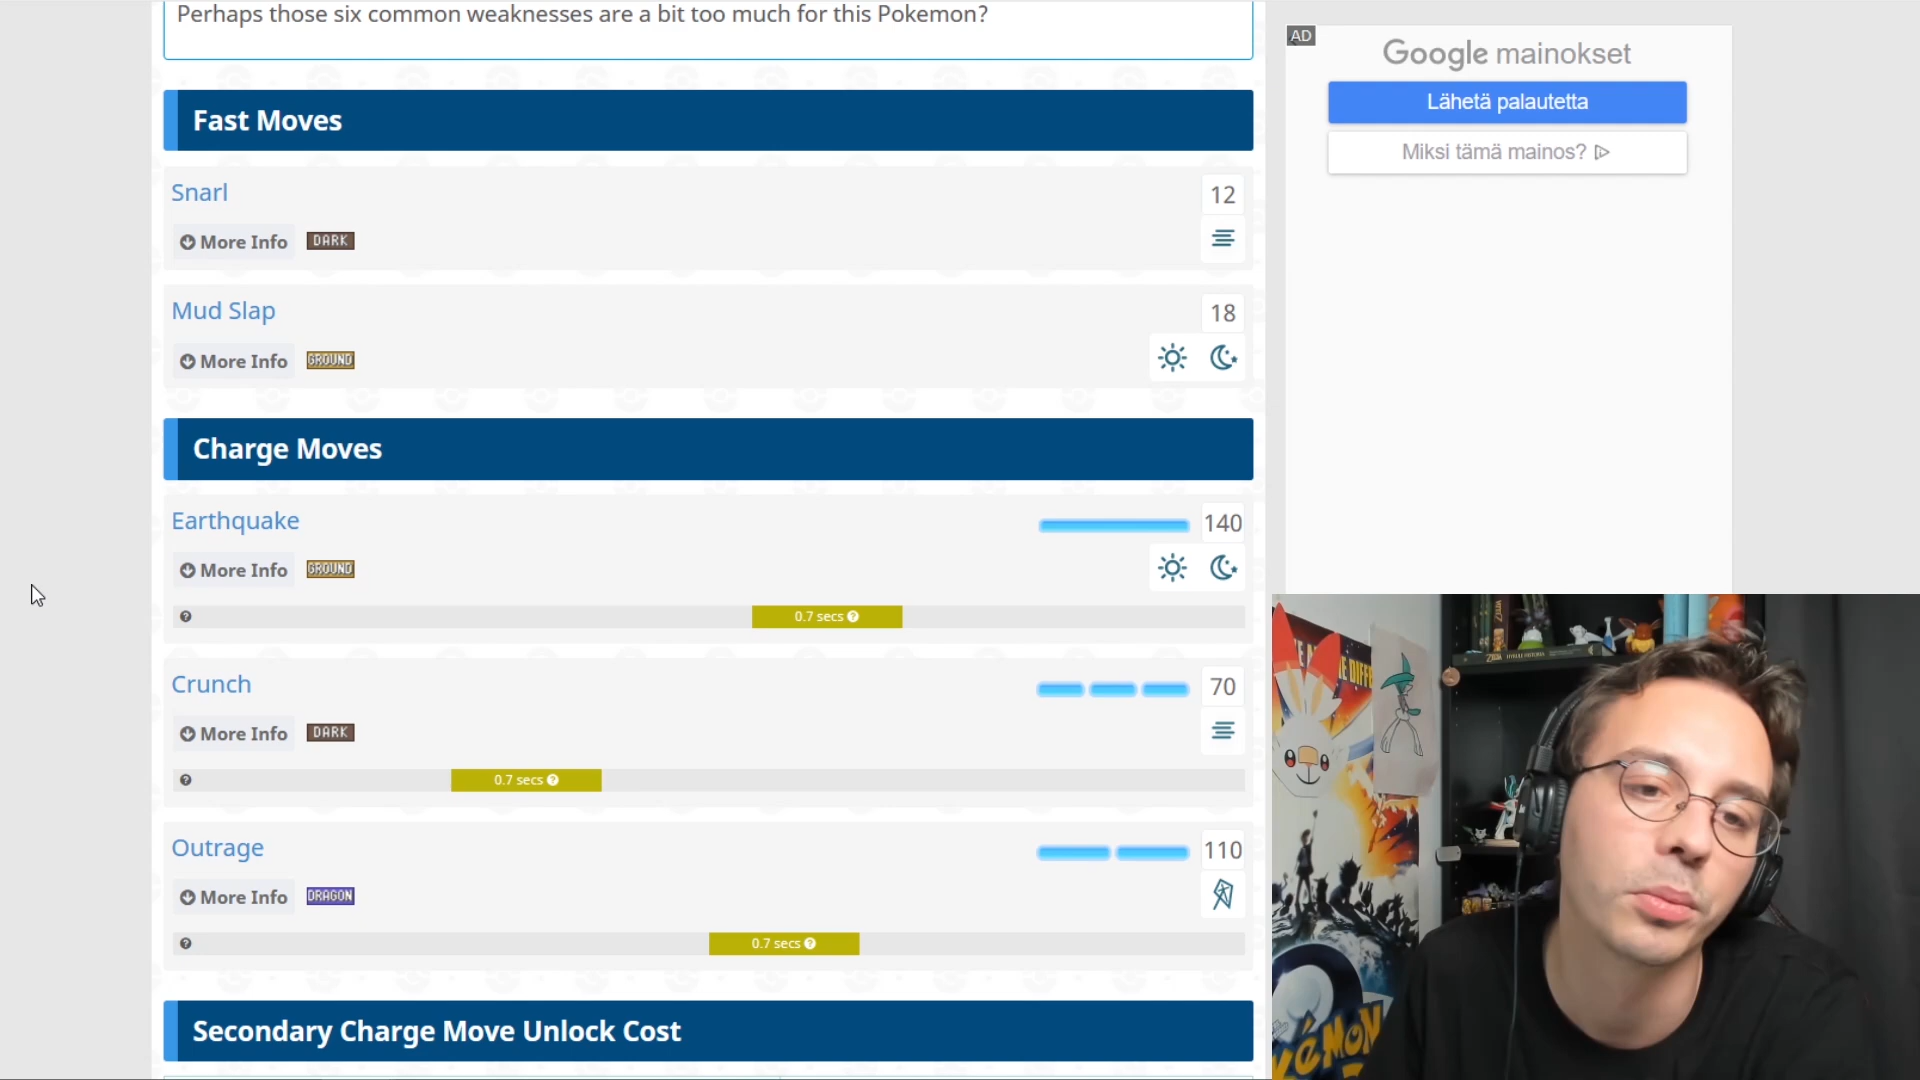 Perhaps those six common weaknesses are a bit too much for this Pokemon?
AD
Google mainokset
Lähetä palautetta
Miksi tämä mainos?
Fast Moves
Snarl
12
More Info DARK
Mud Slap
18
More Info GROUND
Charge Moves
Earthquake
140
More Info GROUND
0.7 secs
Crunch
70
More Info DARK
0.7 secs
Outrage
110
More Info DRAGON
0.7 secs
Secondary Charge Move Unlock Cost
POKéMON